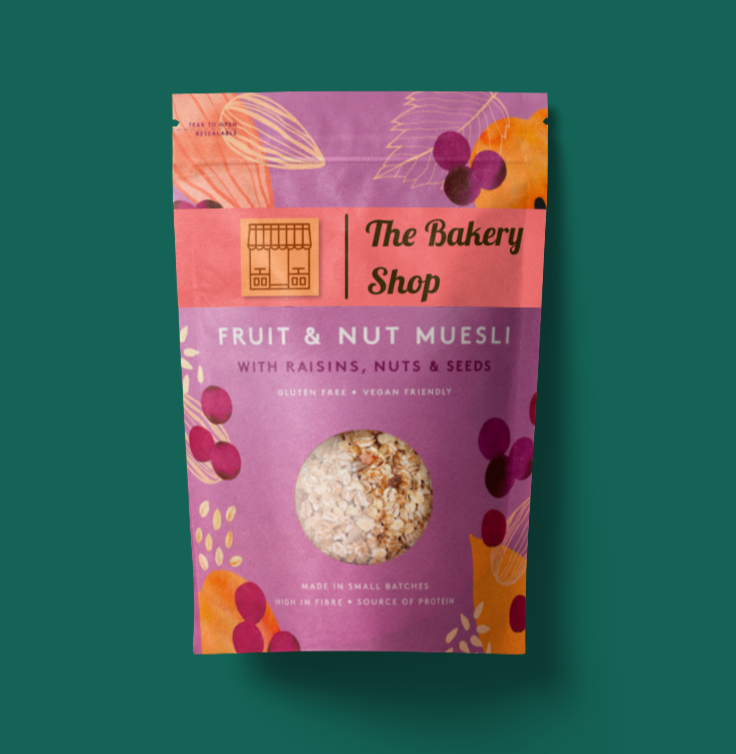 TEAR TO OPEN
RESEALABLE
The Bakery
Shop
FRUIT & NUT MUESLI
WITH RAISINS, NUTS & SEEDS
GLUTEN FREE • VEGAN FRIENDLY
MADE IN SMALL BATCHES
HIGH IN FIBRE • SOURCE OF PROTEIN